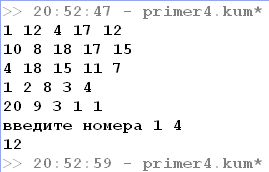 >> 20:52:47 - primer4.kum*
1 12 4 17 12
10 8 18 17 15
4 18 15 11 7
1 2 8 3 4
20 9 3 1 1
введите номера 1 4
12
>> 20:52:59 - primer4.kum*